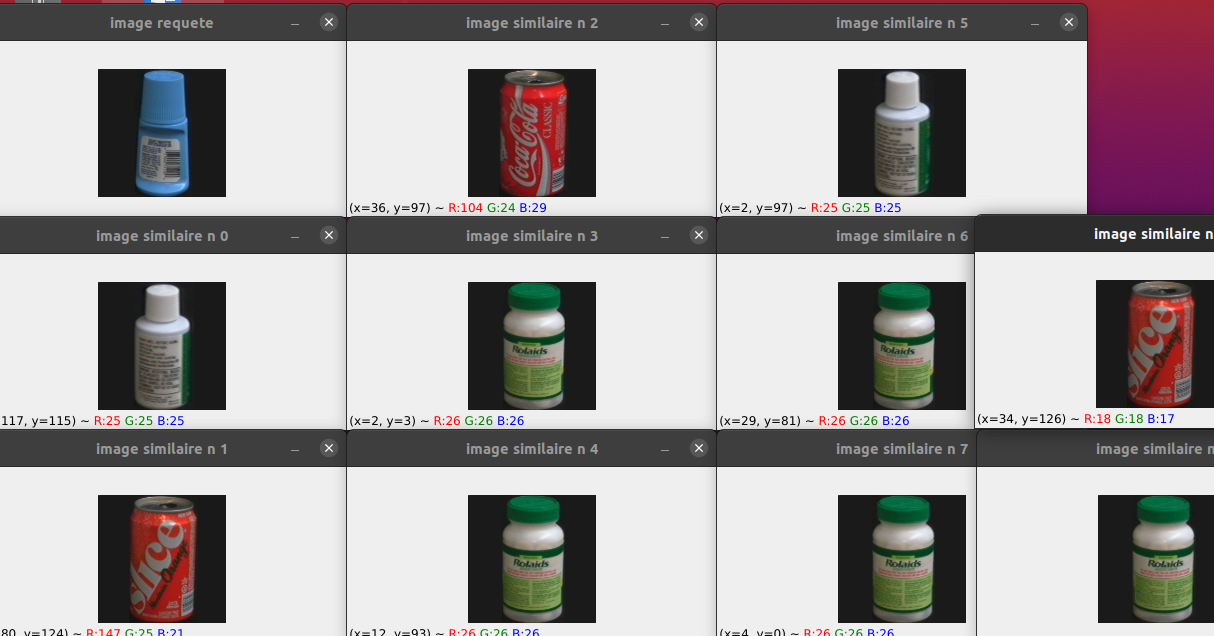 image requete
image similaire n 2
image similaire n 5
Coca-Cola
CLASSIC
(x=36, y=97) ~ R:104 G:24 B:29
(x=2, y=97) ~ R:25 G:25 B:25
image similaire n 0
image similaire n 3
image similaire n 6
image similaire n
Rolaids
Rolaids
slice
Orange
117, y=115) ~ R:25 G:25 B:25
(x=2, y=3) ~ R:26 G:26 B:26
(x=29, y=81) ~ R:26 G:26 B:26
(x=34, y=126) ~ R:18 G:18 B:17
image similaire n 1
image similaire n 4
image similaire n 7
image similaire n
slice
Orange
Rolaids
Rolaids
Rolaids
80, y=124) ~ R:147 G:25 B:21
(x=12, y=93) ~ R:26 G:26 B:26
(x=4, y=0) ~ R:26 G:26 B:26